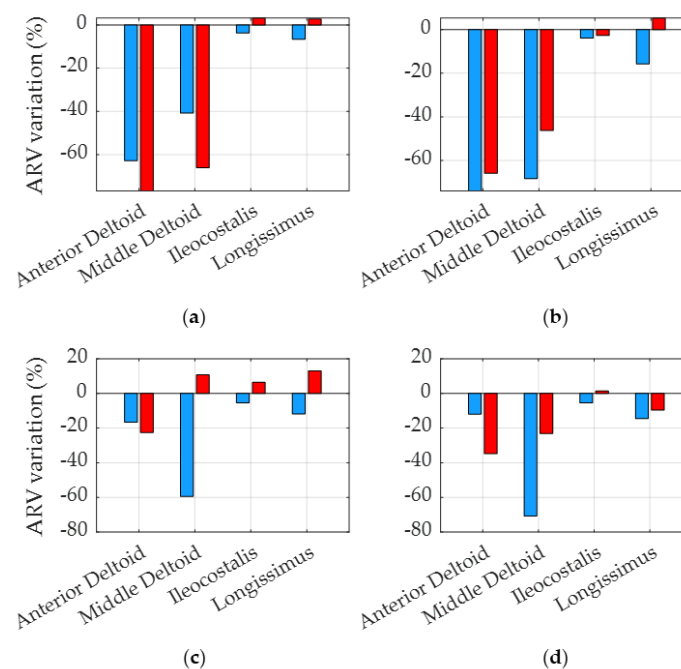 ARV variation (%)
0
-20
-40
-60
Anterior Deltoid
Middle Deltoid
Ileocostalis
Longissimus
(a)
0
-20
-40
-60
Anterior Deltoid
Middle Deltoid
Ileocostalis
Longissimus
(b)
ARV variation (%)
20
0
-20
-40
-60
-80
Anterior Deltoid
Middle Deltoid
Ileocostalis
Longissimus
(c)
20
0
-20
-40
-60
-80
Anterior Deltoid
Middle Deltoid
Ileocostalis
Longissimus
(d)